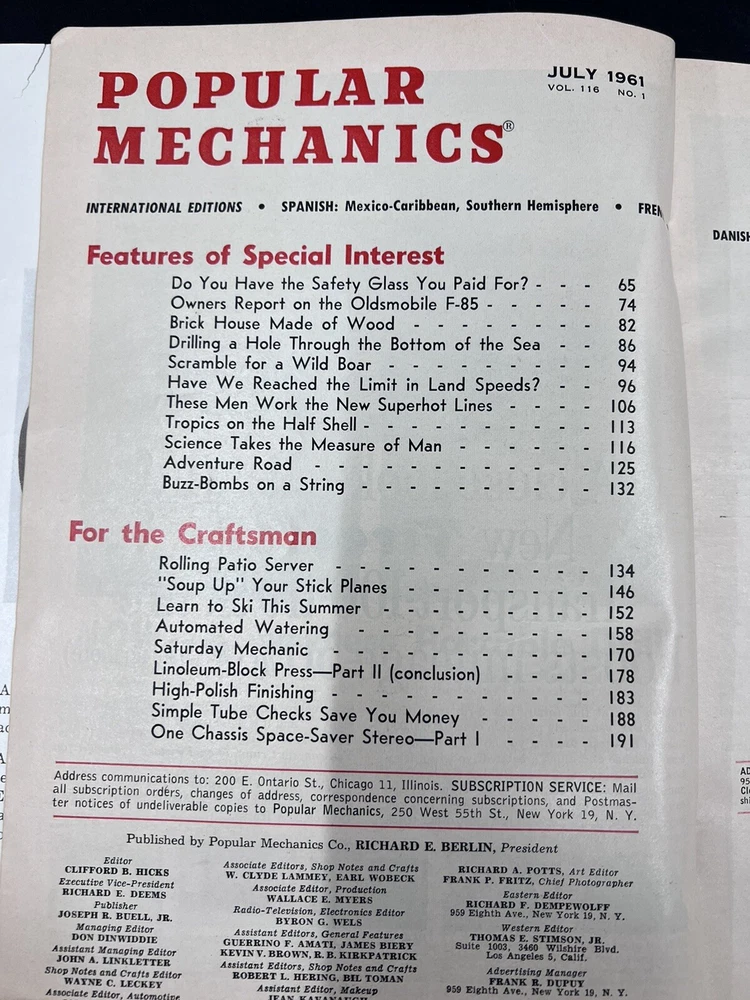 POPULAR
MECHANICS®
JULY 1961
VOL. 116 NO. 1
INTERNATIONAL EDITIONS • SPANISH: Mexico-Caribbean, Southern Hemisphere •
DANISH
Features of Special Interest
Do You Have the Safety Glass You Paid For? - - - 65
Owners Report on the Oldsmobile F-85 - - - - - 74
Brick House Made of Wood - - - - - - - - 82
Drilling a Hole Through the Bottom of the Sea - - 86
Scramble for a Wild Boar - - - - - - - - - 94
Have We Reached the Limit in Land Speeds? - - 96
These Men Work the New Superhot Lines - - - - 106
Tropics on the Half Shell - - - - - - - - - 113
Science Takes the Measure of Man - - - - - - 116
Adventure Road - - - - - - - - - - - 125
Buzz-Bombs on a String - - - - - - - - - 132
For the Craftsman
Rolling Patio Server - - - - - - - - - - 134
"Soup Up" Your Stick Planes - - - - - - - - 146
Learn to Ski This Summer - - - - - - - - - 152
Automated Watering - - - - - - - - - - 158
Saturday Mechanic - - - - - - - - - - - 170
Linoleum-Block Press—Part II (conclusion) - - - - 178
High-Polish Finishing - - - - - - - - - - 183
Simple Tube Checks Save You Money - - - - - 188
One Chassis Space-Saver Stereo—Part I - - - - 191
Address communications to: 200 E. Ontario St., Chicago 11, Illinois. SUBSCRIPTION SERVICE: Mail
all subscription orders, changes of address, correspondence concerning subscriptions, and Postmas-
ter notices of undeliverable copies to Popular Mechanics, 250 West 55th St., New York 19, N. Y.
Published by Popular Mechanics Co., RICHARD E. BERLIN, President
Editor
CLIFFORD B. HICKS
Executive Vice-President
RICHARD E. DEEMS
Publisher
JOSEPH R. BUELL, JR.
Managing Editor
DON DINWIDDIE
Assistant Managing Editor
JOHN A. LINKLETTER
Shop Notes and Crafts Editor
WAYNE C. LECKEY
Associate Editor, Automotive
Associate Editors, Shop Notes and Crafts
W. CLYDE LAMMEY, EARL WOBECK
Associate Editor, Production
WALLACE E. MYERS
Radio-Television, Electronics Editor
BYRON G. WELS
Assistant Editors, General Features
GUERRINO F. AMATI, JAMES BIERY
KEVIN V. BROWN, R. B. KIRKPATRICK
Assistant Editors, Shop Notes and Crafts
ROBERT L. HERING, BIL TOMAN
Assistant Editor, Makeup
JEAN KAVANAUGH
RICHARD A. POTTS, Art Editor
FRANK P. FRITZ, Chief Photographer
Eastern Editor
RICHARD F. DEMPEWOLFF
959 Eighth Ave., New York 19, N. Y.
Western Editor
THOMAS E. STIMSON, JR.
Suite 1003, 3460 Wilshire Blvd.
Los Angeles 5, Calif.
Advertising Manager
FRANK R. DUPUY
959 Eighth Ave., New York 19, N. Y.